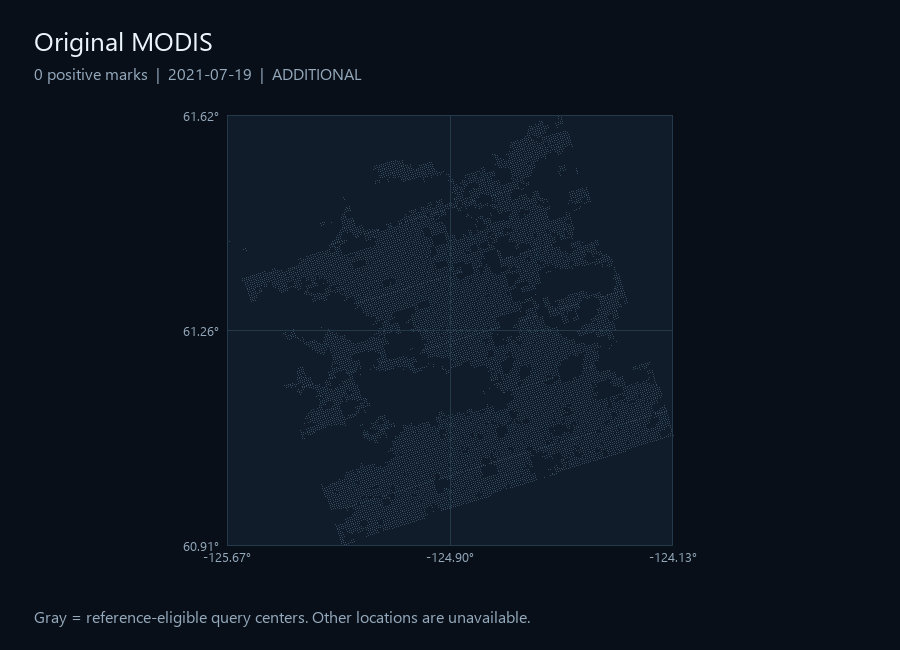 Original MODIS
0 positive marks | 2021-07-19 | ADDITIONAL
61.62°
61.26°
60.91°
-125.67°
-124.90°
-124.13°
Gray = reference-eligible query centers. Other locations are unavailable.